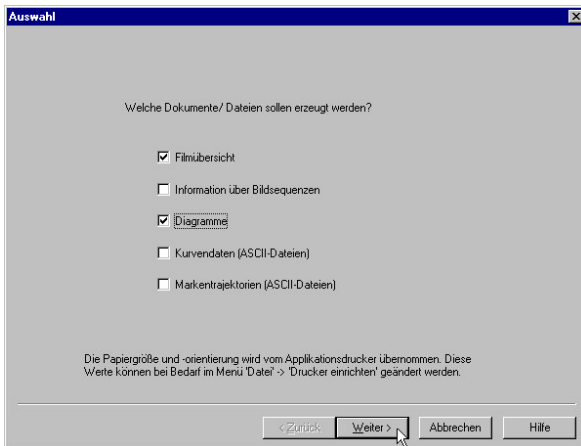 Auswahl
Welche Dokumente/ Dateien sollen erzeugt werden?
Filmübersicht
Information über Bildsequenzen
Diagramme
Kurvendaten (ASCII-Dateien)
Markentrajektorien (ASCII-Dateien)
Die Papiergröße und -orientierung wird vom Applikationsdrucker übernommen. Diese
Werte können bei Bedarf im Menü 'Datei' -> 'Drucker einrichten' geändert werden.
< Zurück Weiter > Abbrechen Hilfe